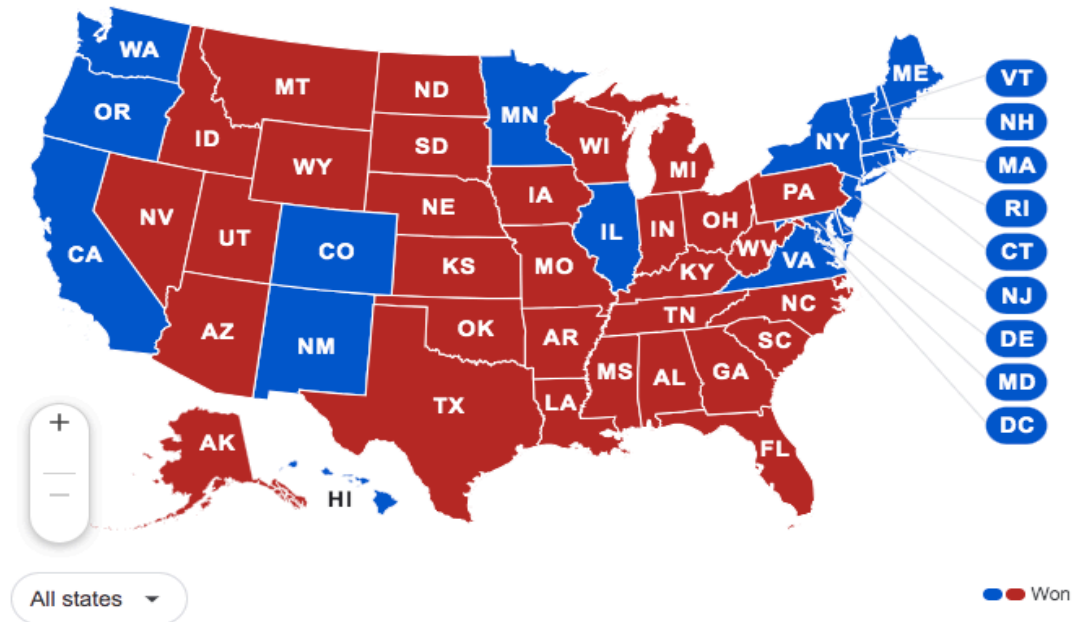 WA
ME
VT
MT
ND
OR
MN
NH
NY
ID
SD
WI
MA
WY
MI
PA
IA
NE
RI
NV
OH
IL
IN
UT
CO
WV
CT
CA
VA
MO
KS
KY
NJ
NC
TN
OK
AZ
AR
DE
NM
SC
MS
AL
GA
MD
LA
TX
DC
+
AK
FL
−
HI
All states
Won